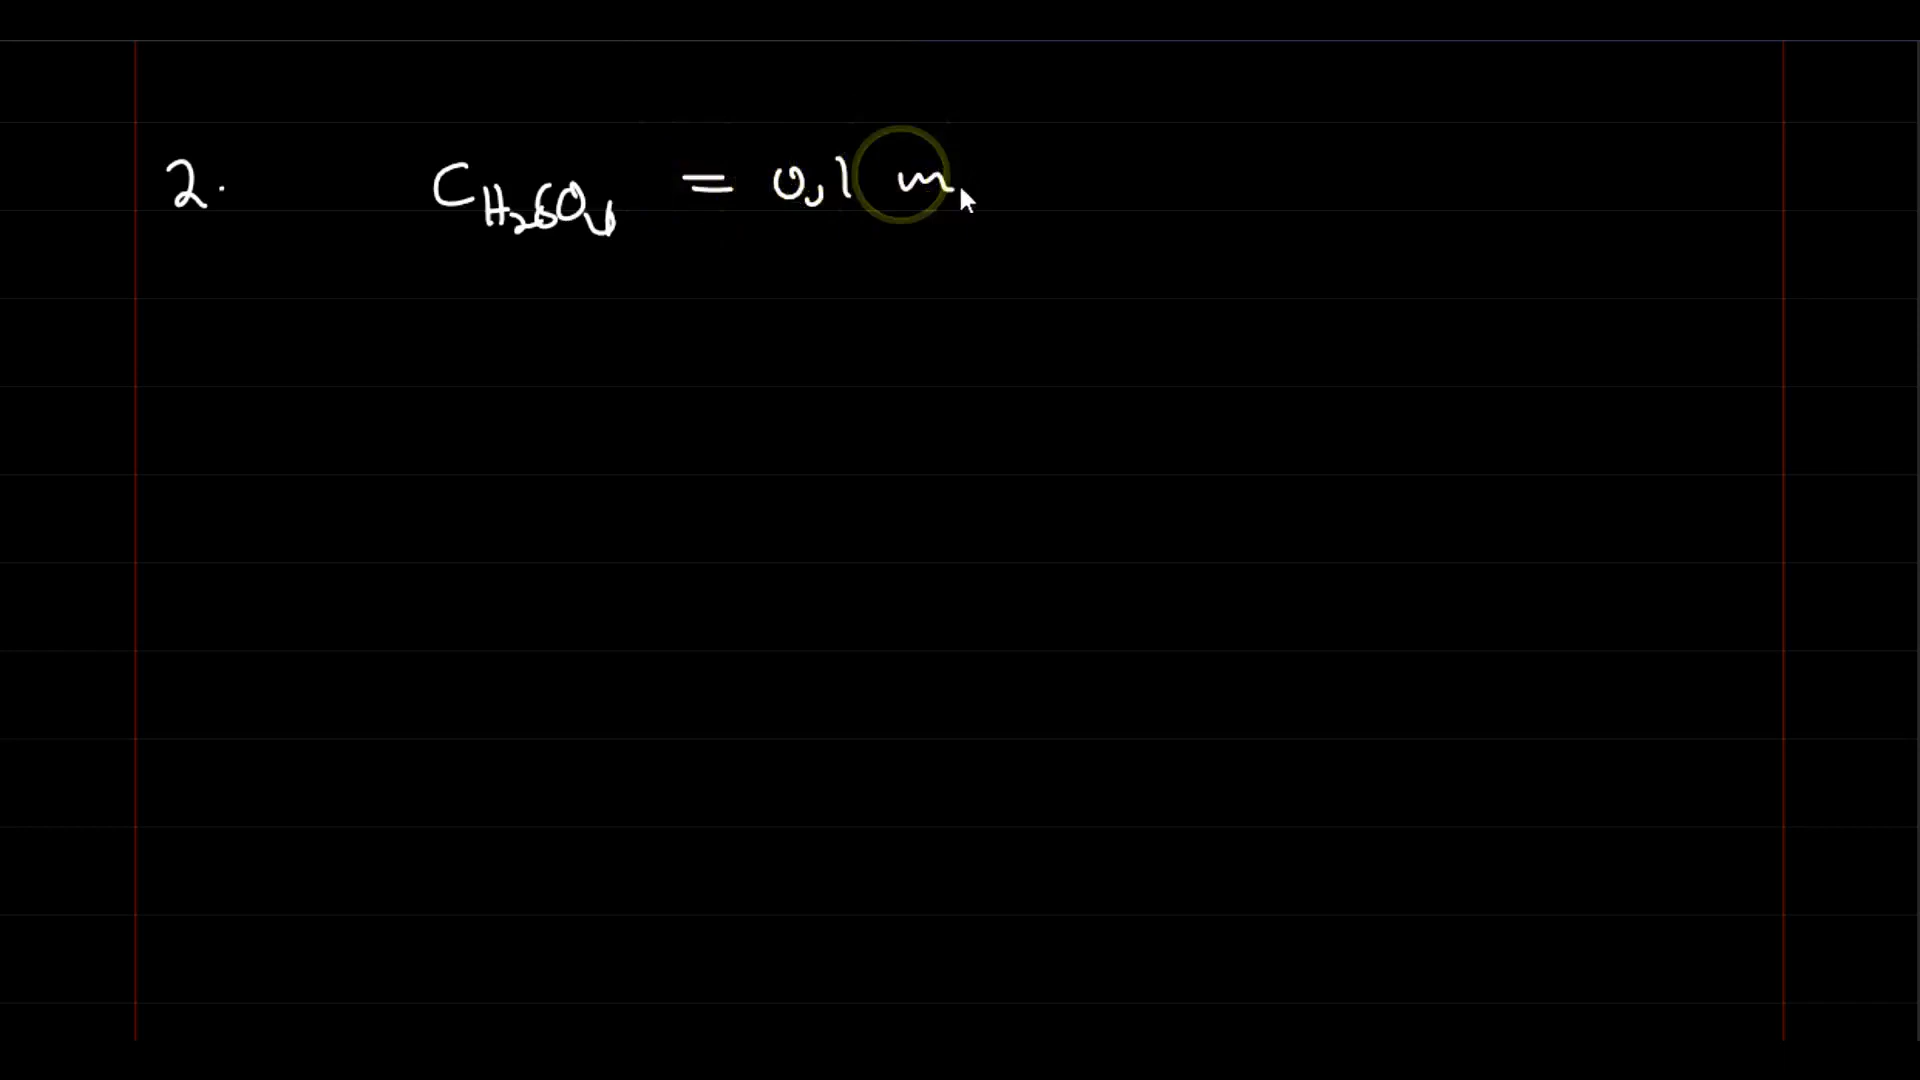 2. C_H₂SO₄ = 0,1 m